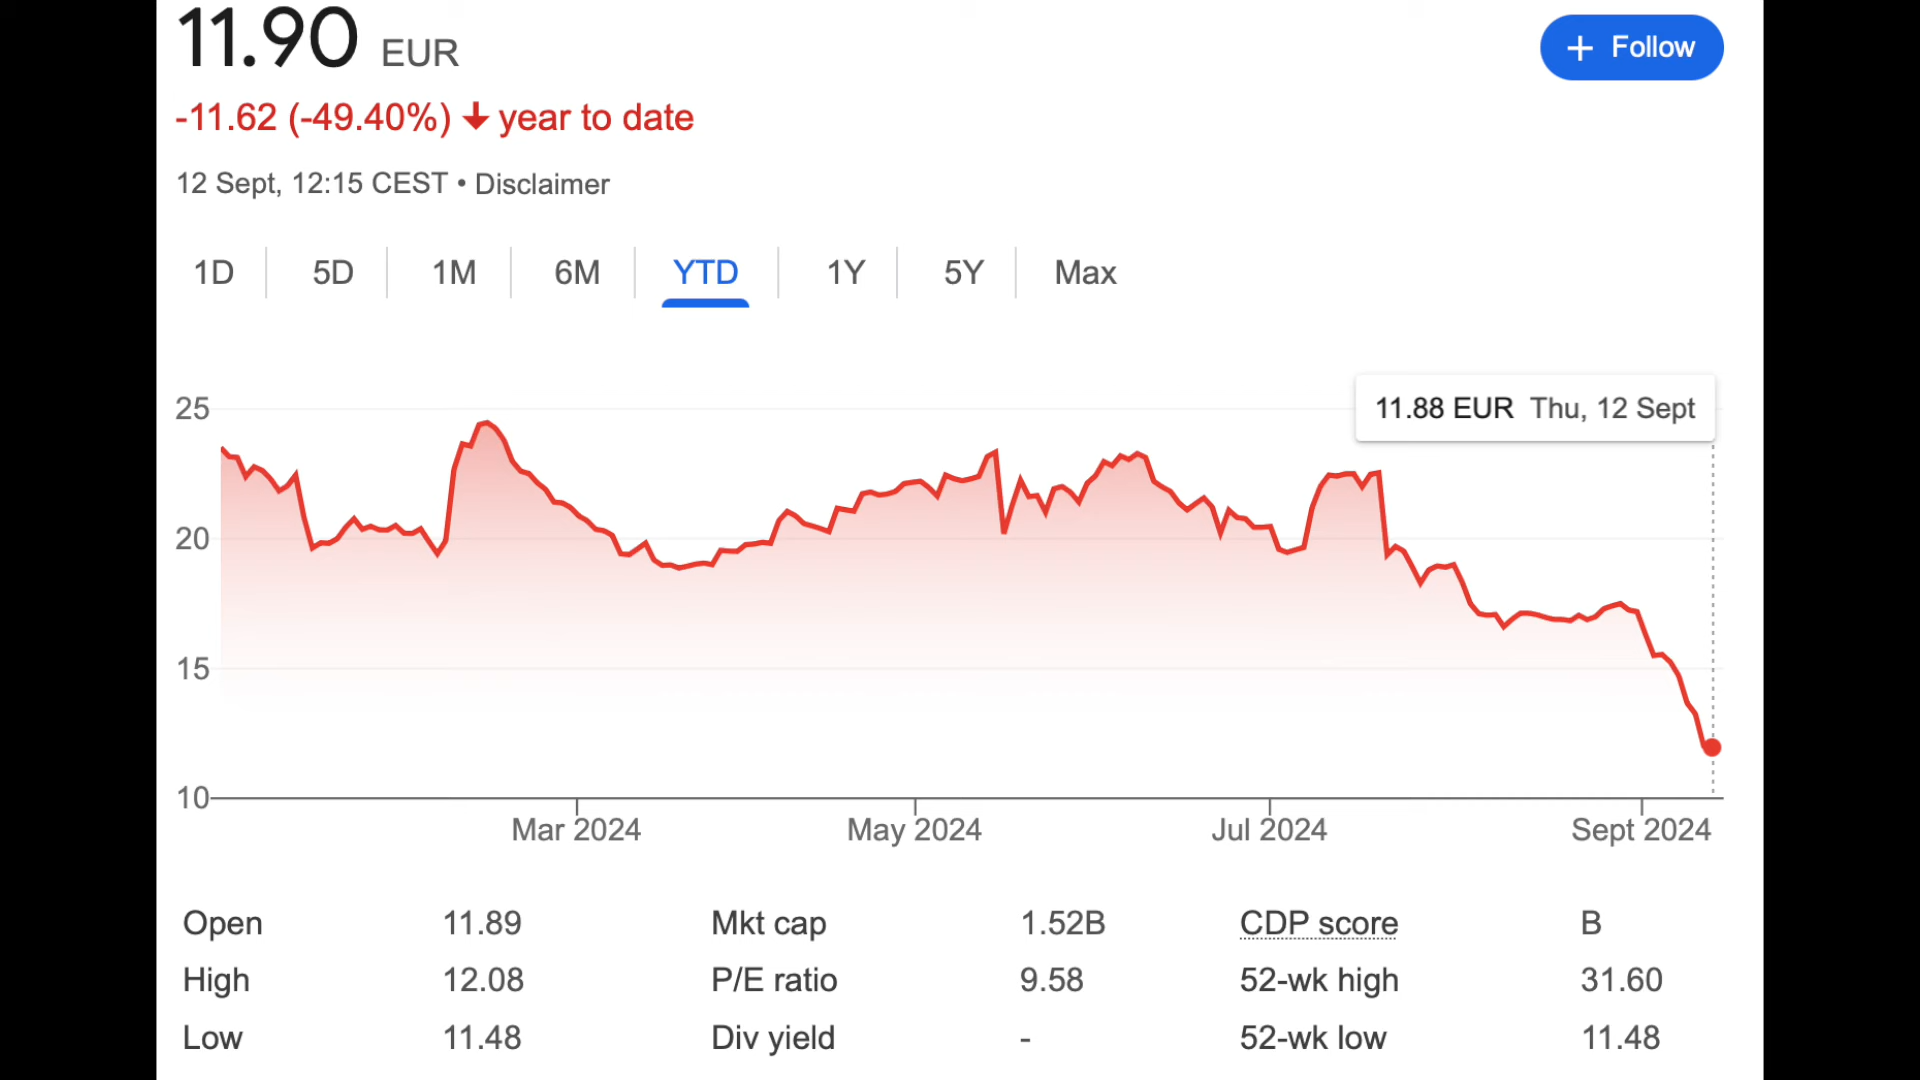 11.90 EUR
+ Follow
-11.62 (-49.40%) ↓ year to date
12 Sept, 12:15 CEST • Disclaimer
1D 5D 1M 6M YTD 1Y 5Y Max
11.88 EUR Thu, 12 Sept
25
20
15
10
Mar 2024 May 2024 Jul 2024 Sept 2024
Open 11.89 Mkt cap 1.52B CDP score B
High 12.08 P/E ratio 9.58 52-wk high 31.60
Low 11.48 Div yield - 52-wk low 11.48